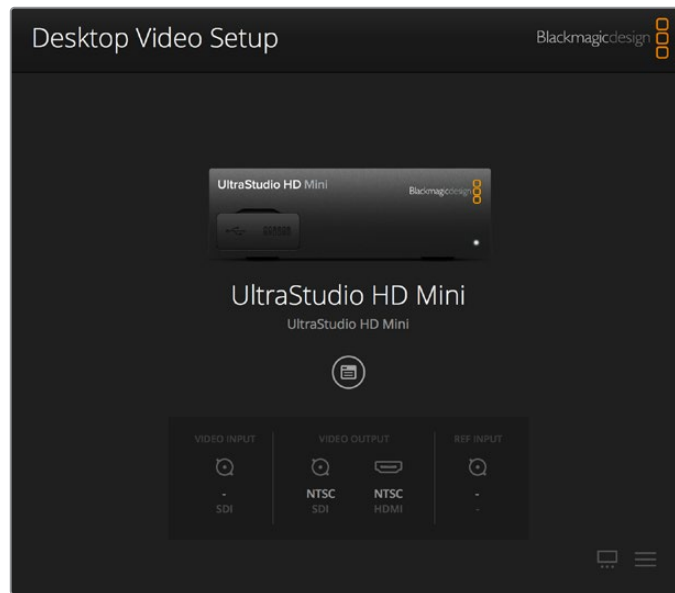 Desktop Video Setup
Blackmagicdesign
UltraStudio HD Mini
Blackmagicdesign
UltraStudio HD Mini
UltraStudio HD Mini
VIDEO INPUT
VIDEO OUTPUT
REF INPUT
-
NTSC
NTSC
-
SDI
SDI
HDMI
-